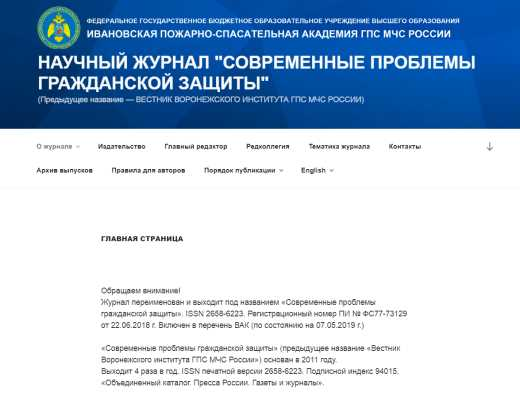 ФЕДЕРАЛЬНОЕ ГОСУДАРСТВЕННОЕ БЮДЖЕТНОЕ ОБРАЗОВАТЕЛЬНОЕ УЧРЕЖДЕНИЕ ВЫСШЕГО ОБРАЗОВАНИЯ
ИВАНОВСКАЯ ПОЖАРНО-СПАСАТЕЛЬНАЯ АКАДЕМИЯ ГПС МЧС РОССИИ
НАУЧНЫЙ ЖУРНАЛ "СОВРЕМЕННЫЕ ПРОБЛЕМЫ
ГРАЖДАНСКОЙ ЗАЩИТЫ"
(Предыдущее название — ВЕСТНИК ВОРОНЕЖСКОГО ИНСТИТУТА ГПС МЧС РОССИИ)
О журнале Издательство Главный редактор Редколлегия Тематика журнала Контакты
Архив выпусков Правила для авторов Порядок публикации English
ГЛАВНАЯ СТРАНИЦА
Обращаем внимание!
Журнал переименован и выходит под названием «Современные проблемы
гражданской защиты». ISSN 2658-6223. Регистрационный номер ПИ № ФС77-73129
от 22.06.2018 г. Включен в перечень ВАК (по состоянию на 07.05.2019 г.)
«Современные проблемы гражданской защиты» (предыдущее название «Вестник
Воронежского института ГПС МЧС России») основан в 2011 году.
Выходит 4 раза в год. ISSN печатной версии 2658-6223. Подписной индекс 94015,
«Объединенный каталог. Пресса России. Газеты и журналы».